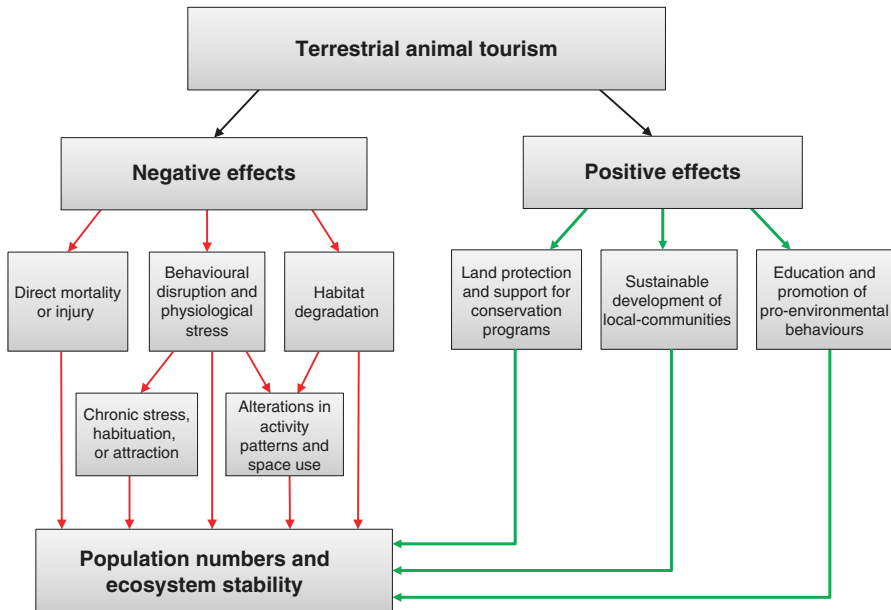 Terrestrial animal tourism
Negative effects
Positive effects
Direct mortality
or injury
Behavioural
disruption and
physiological
stress
Habitat
degradation
Land protection
and support for
conservation
programs
Sustainable
development of
local-communities
Education and
promotion of
pro-environmental
behaviours
Chronic stress,
habituation,
or attraction
Alterations in
activity
patterns and
space use
Population numbers and
ecosystem stability